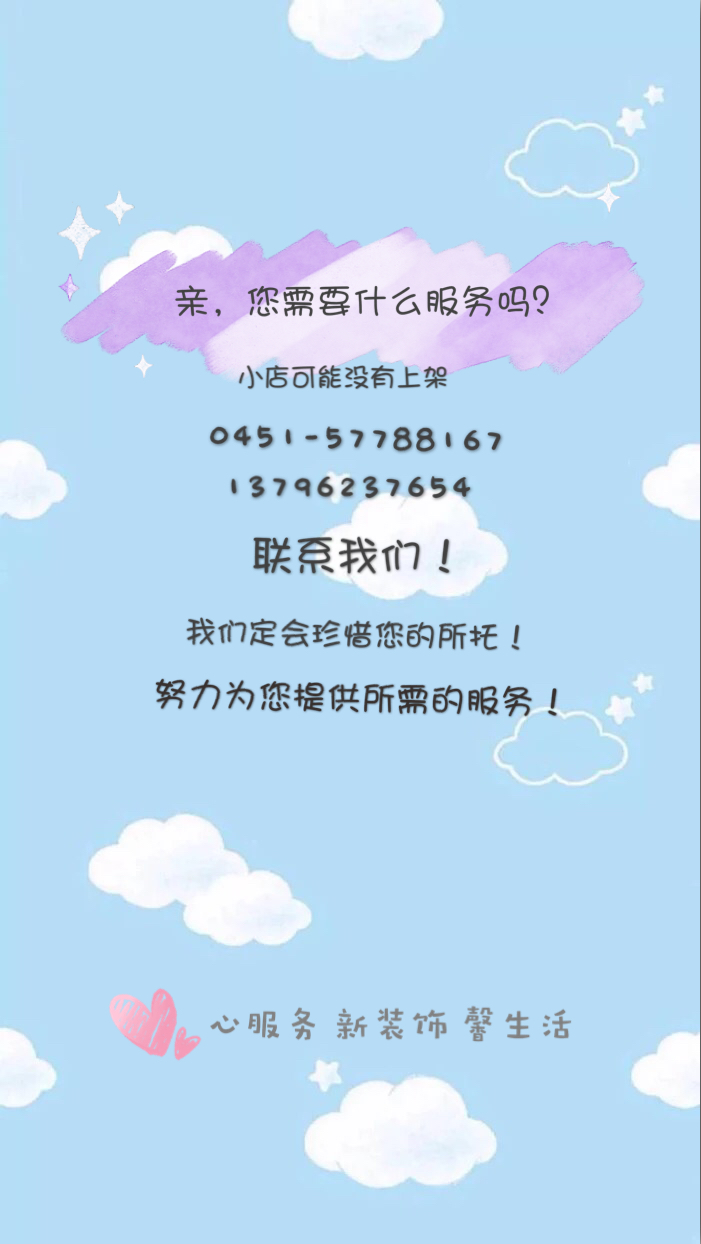 亲，您需要什么服务吗？
小店可能没有上架
0451-57788167
13796237654
联系我们！
我们定会珍惜您的所托！
努力为您提供所需的服务！
心服务 新装饰 馨生活